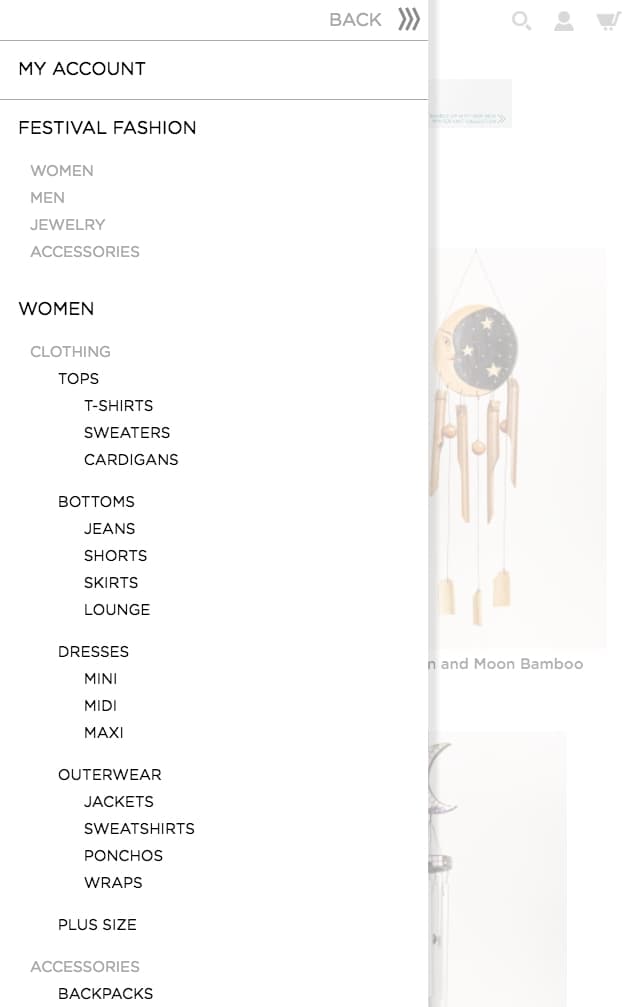 BACK
MY ACCOUNT
FESTIVAL FASHION
WOMEN
MEN
JEWELRY
ACCESSORIES
WOMEN
CLOTHING
TOPS
T-SHIRTS
SWEATERS
CARDIGANS
BOTTOMS
JEANS
SHORTS
SKIRTS
LOUNGE
DRESSES
MINI
MIDI
MAXI
OUTERWEAR
JACKETS
SWEATSHIRTS
PONCHOS
WRAPS
PLUS SIZE
ACCESSORIES
BACKPACKS
and Moon Bamboo